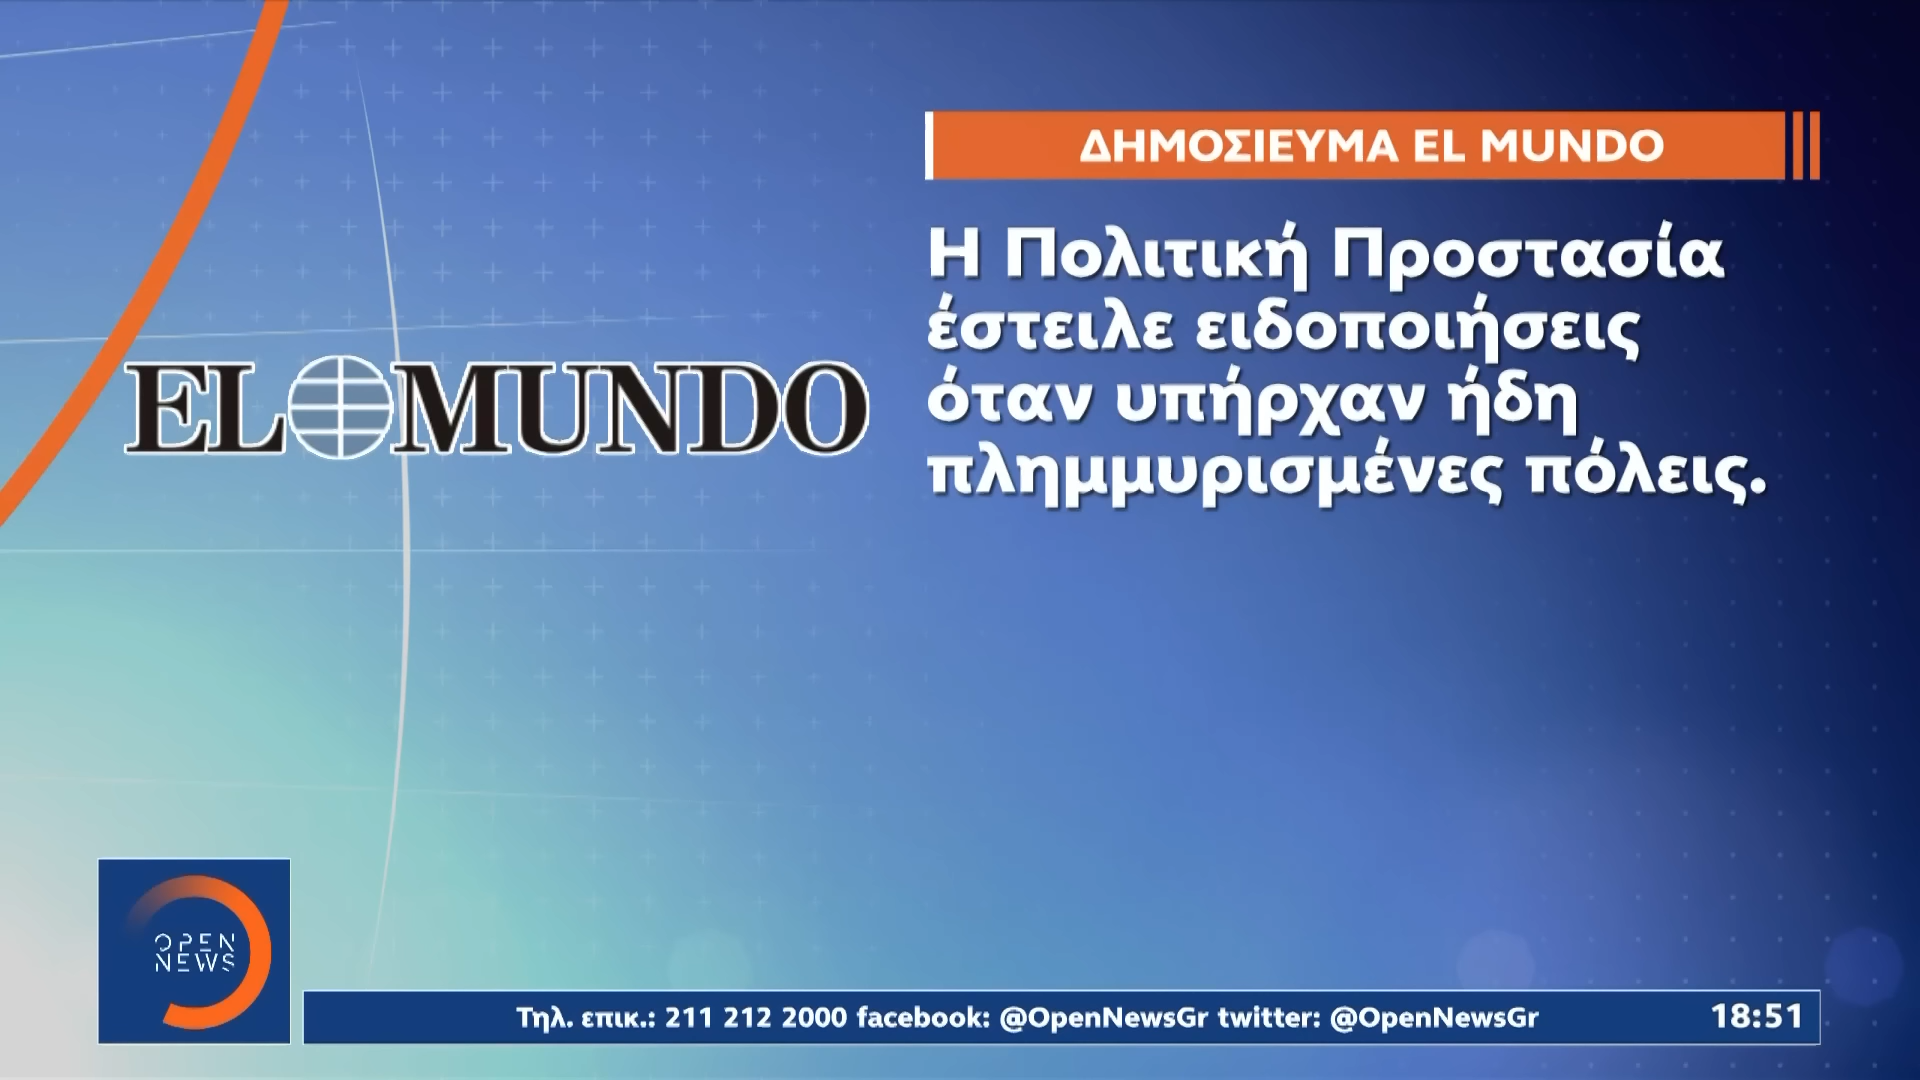 ΔΗΜΟΣΙΕΥΜΑ EL MUNDO
Η Πολιτική Προστασία
έστειλε ειδοποιήσεις
όταν υπήρχαν ήδη
πλημμυρισμένες πόλεις.
EL MUNDO
OPEN
NEWS
Τηλ. επικ.: 211 212 2000 facebook: @OpenNewsGr twitter: @OpenNewsGr 18:51